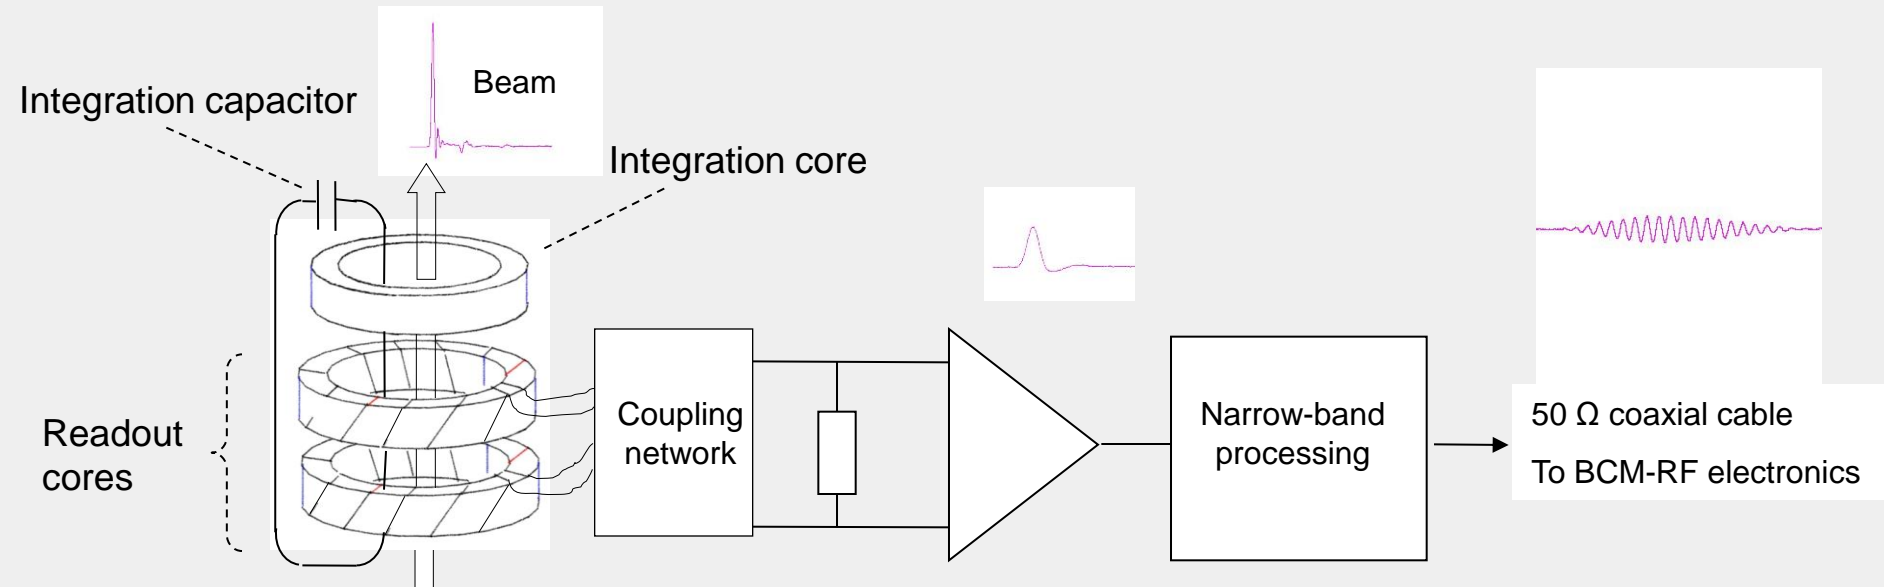 Integration capacitor
Beam
Integration core
Readout
cores
Coupling
network
Narrow-band
processing
50 Ω coaxial cable
To BCM-RF electronics